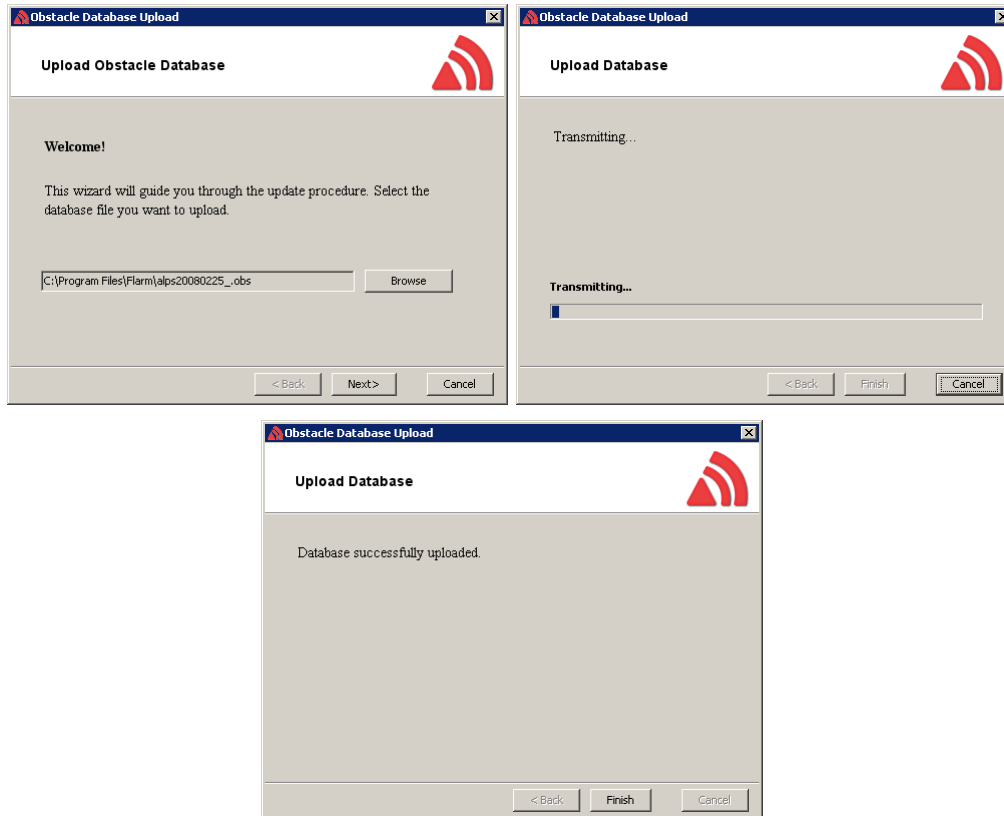 Obstacle Database Upload
Upload Obstacle Database
Welcome!
This wizard will guide you through the update procedure. Select the
database file you want to upload.
C:\Program Files\Flarm\alps20080225_.obs
Browse
< Back
Next>
Cancel
Obstacle Database Upload
Upload Database
Transmitting...
Transmitting...
< Back
Finish
Cancel
Obstacle Database Upload
Upload Database
Database successfully uploaded.
< Back
Finish
Cancel